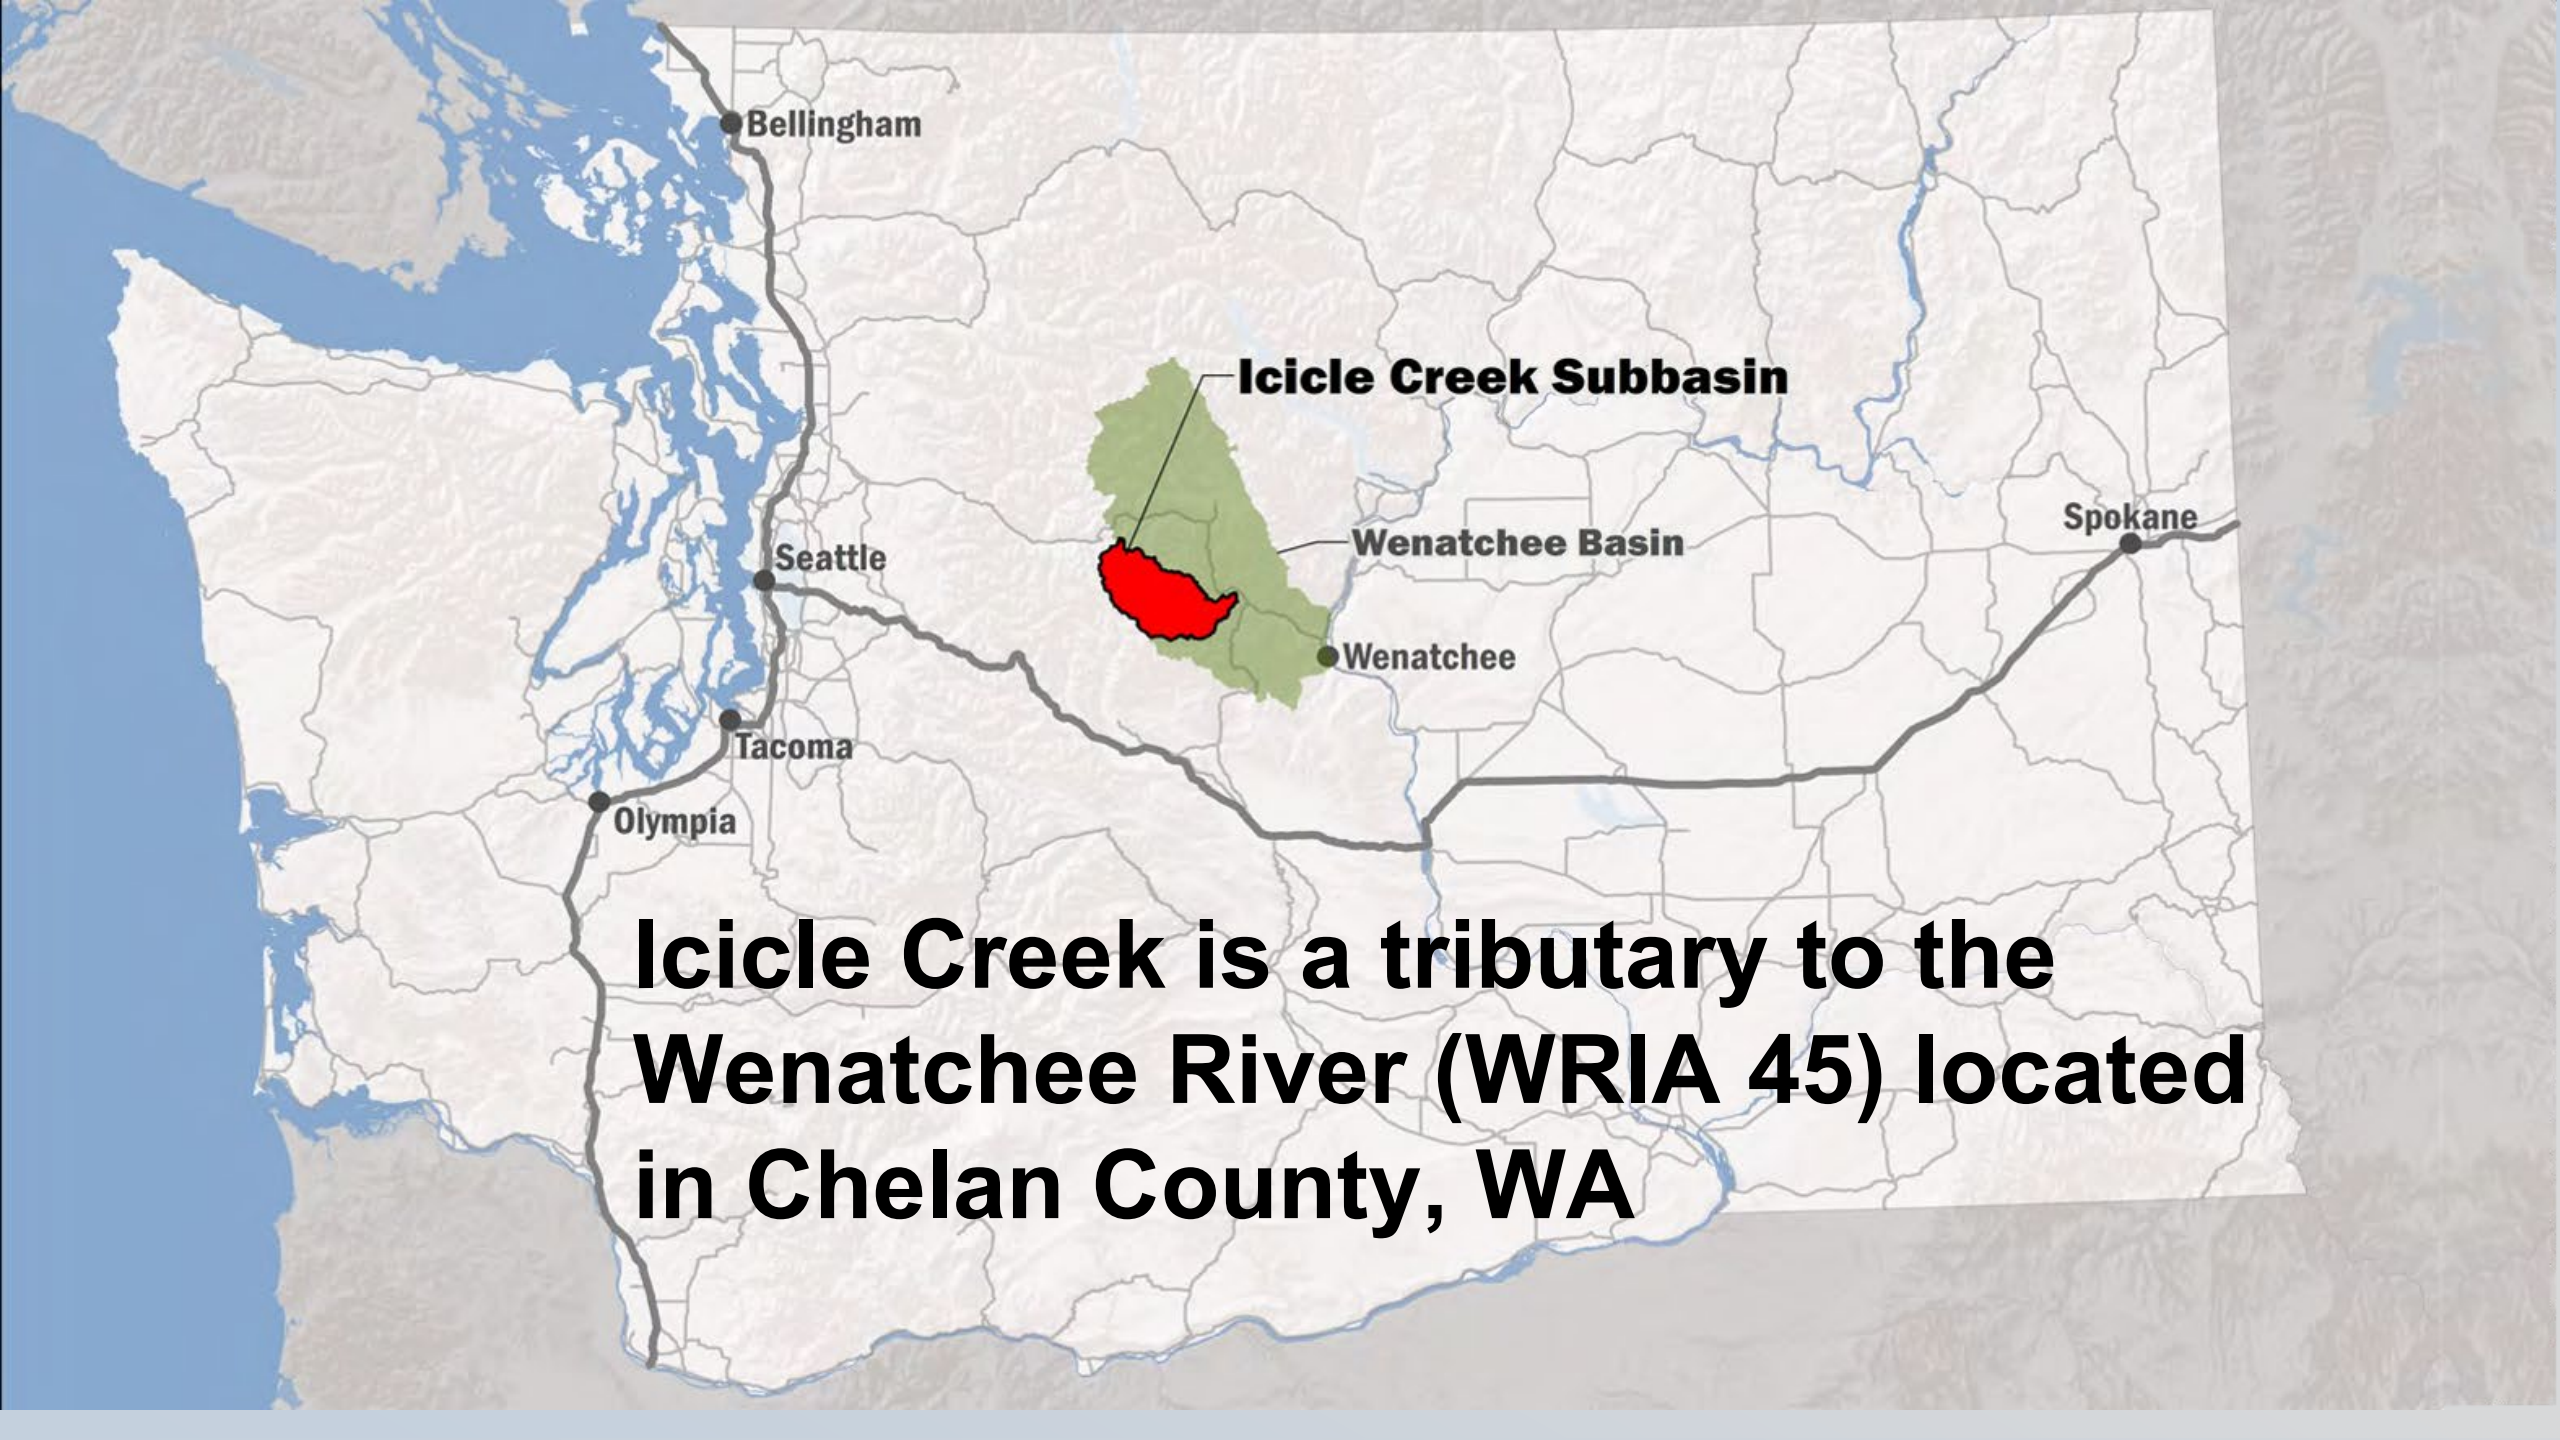 Bellingham
Icicle Creek Subbasin
Spokane
Wenatchee Basin
Seattle
Wenatchee
Tacoma
Olympia
Icicle Creek is a tributary to the
Wenatchee River (WRIA 45) located
in Chelan County, WA